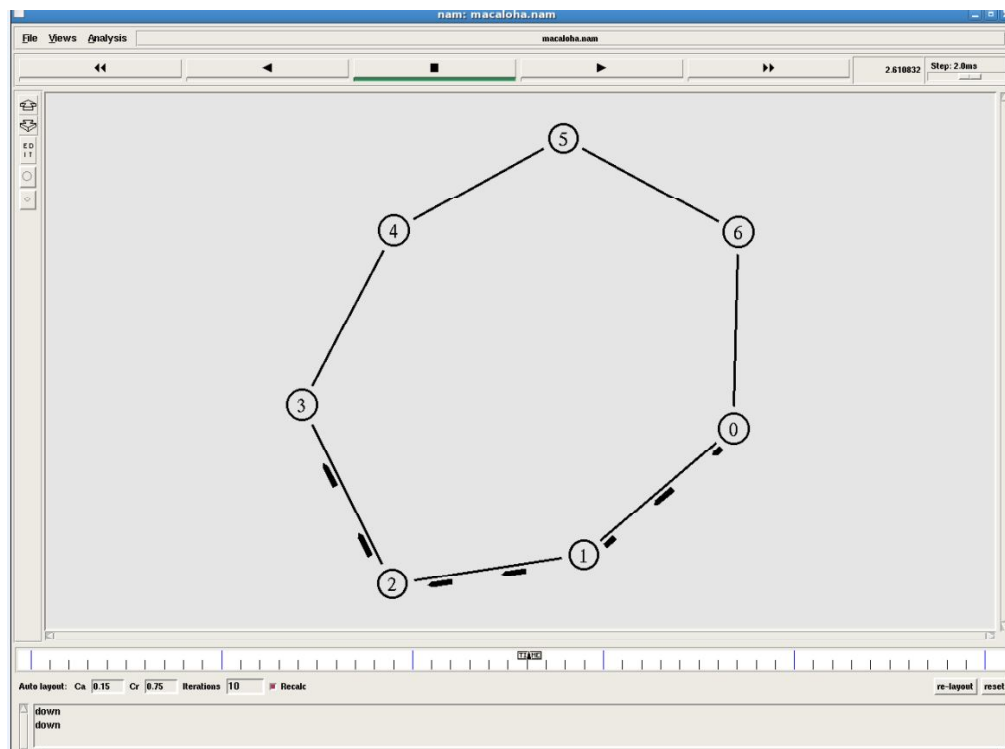 nam: macaloha.nam
File Views Analysis macaloha.nam
2.610832 Step: 2.0ms
ED
IT
5
4
6
3
0
1
2
TIME
Auto layout: Ca 0.15 Cr 0.75 Iterations 10 Recalc re-layout reset
down
down